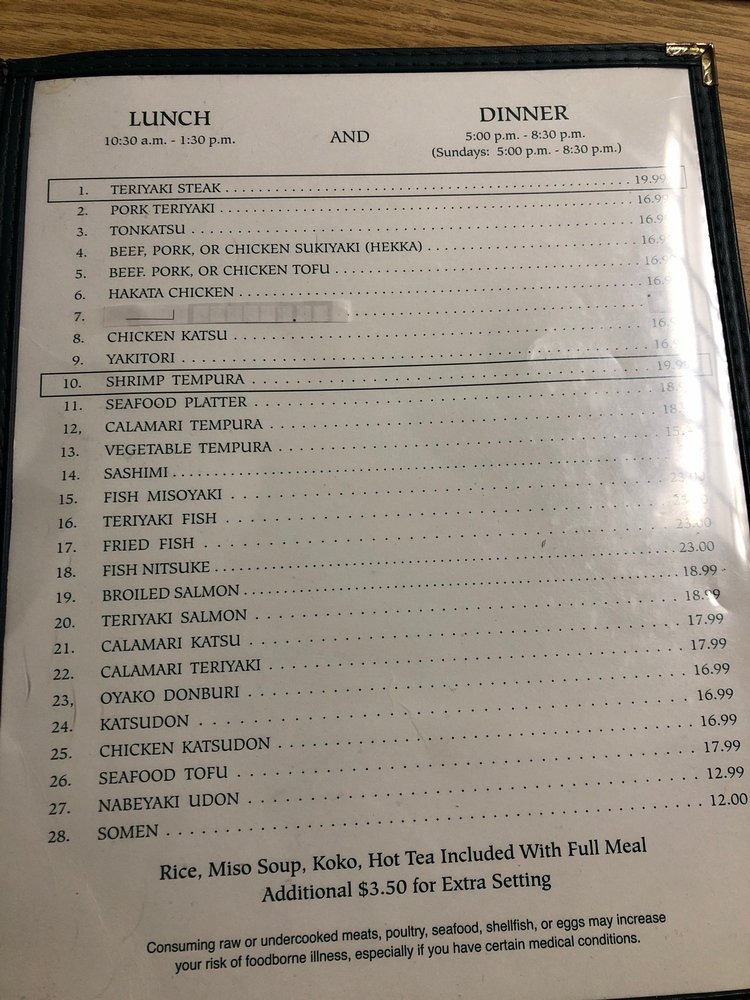 LUNCH
10:30 a.m. - 1:30 p.m.
AND
DINNER
5:00 p.m. - 8:30 p.m.
(Sundays: 5:00 p.m. - 8:30 p.m.)
1. TERIYAKI STEAK 19.99
2. PORK TERIYAKI 16.99
3. TONKATSU
4. BEEF, PORK, OR CHICKEN SUKIYAKI (HEKKA)
5. BEEF. PORK, OR CHICKEN TOFU
6. HAKATA CHICKEN
7.
8. CHICKEN KATSU
9. YAKITORI
10. SHRIMP TEMPURA 19.99
11. SEAFOOD PLATTER
12, CALAMARI TEMPURA
13. VEGETABLE TEMPURA
14. SASHIMI
15. FISH MISOYAKI
16. TERIYAKI FISH
17. FRIED FISH 23.00
18. FISH NITSUKE 23.00
19. BROILED SALMON 18.99
20. TERIYAKI SALMON 18.99
21. CALAMARI KATSU 17.99
22. CALAMARI TERIYAKI 17.99
23, OYAKO DONBURI 16.99
24. KATSUDON 16.99
25. CHICKEN KATSUDON 16.99
26. SEAFOOD TOFU 17.99
27. NABEYAKI UDON 12.99
28. SOMEN 12.00
Rice, Miso Soup, Koko, Hot Tea Included With Full Meal
Additional $3.50 for Extra Setting
Consuming raw or undercooked meats, poultry, seafood, shellfish, or eggs may increase
your risk of foodborne illness, especially if you have certain medical conditions.